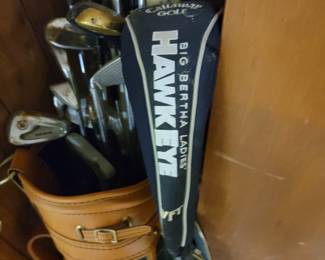 CALLAWAY
GOLF
BIG BERTHA LADIES'
HAWKEYE